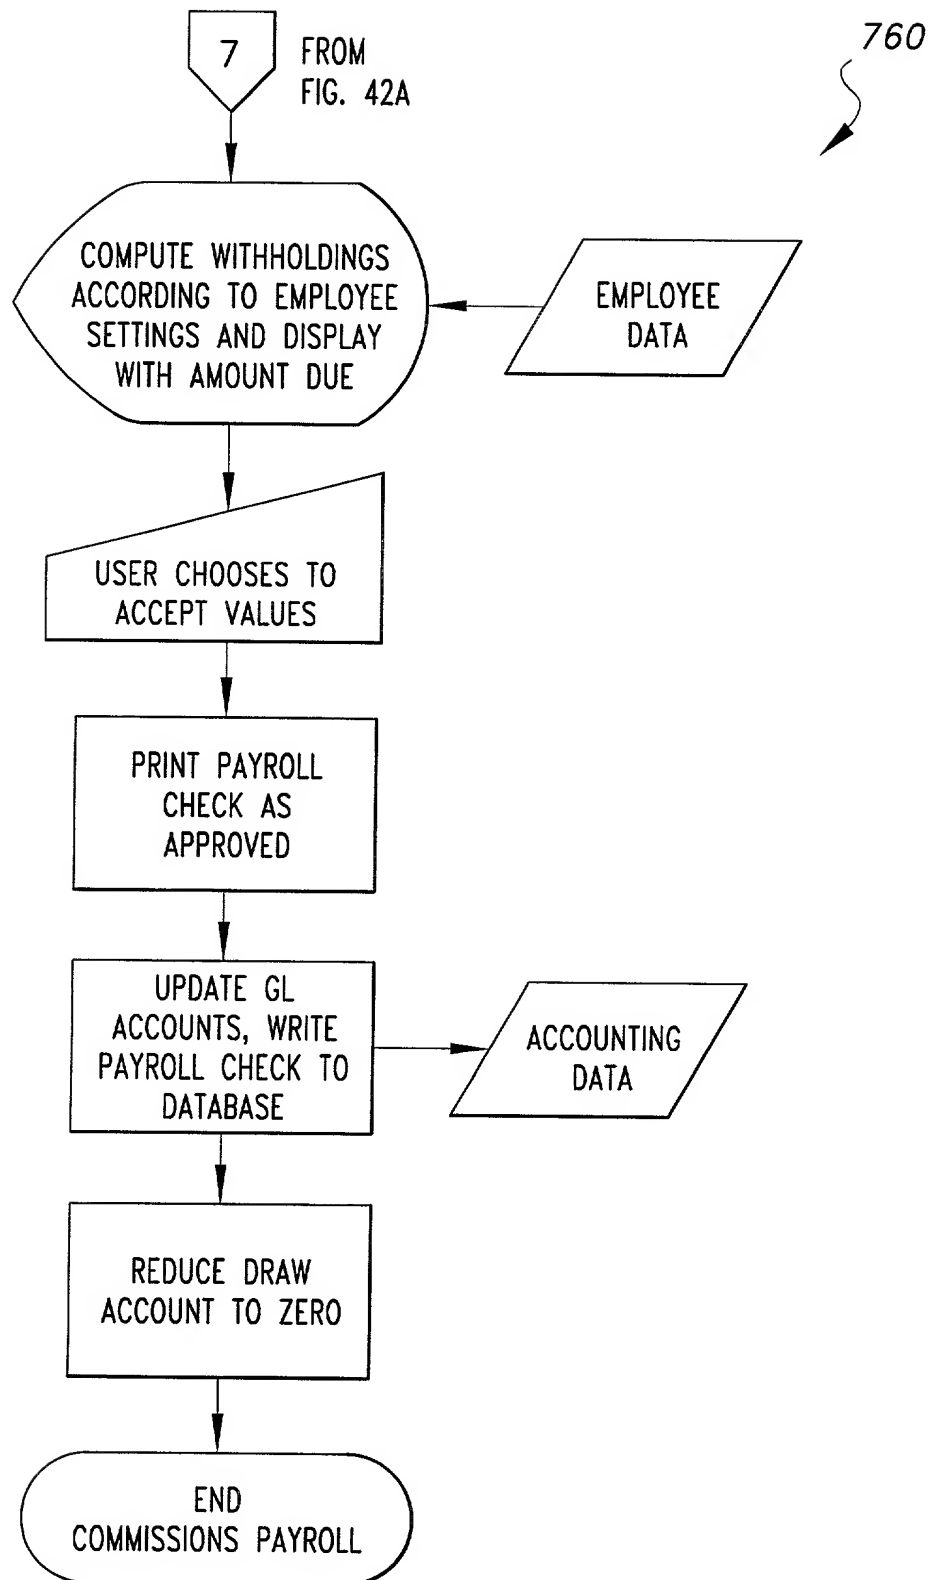 760
7
FROM
FIG. 42A
COMPUTE WITHHOLDINGS
ACCORDING TO EMPLOYEE
SETTINGS AND DISPLAY
WITH AMOUNT DUE
EMPLOYEE
DATA
USER CHOOSES TO
ACCEPT VALUES
PRINT PAYROLL
CHECK AS
APPROVED
UPDATE GL
ACCOUNTS, WRITE
PAYROLL CHECK TO
DATABASE
ACCOUNTING
DATA
REDUCE DRAW
ACCOUNT TO ZERO
END
COMMISSIONS PAYROLL